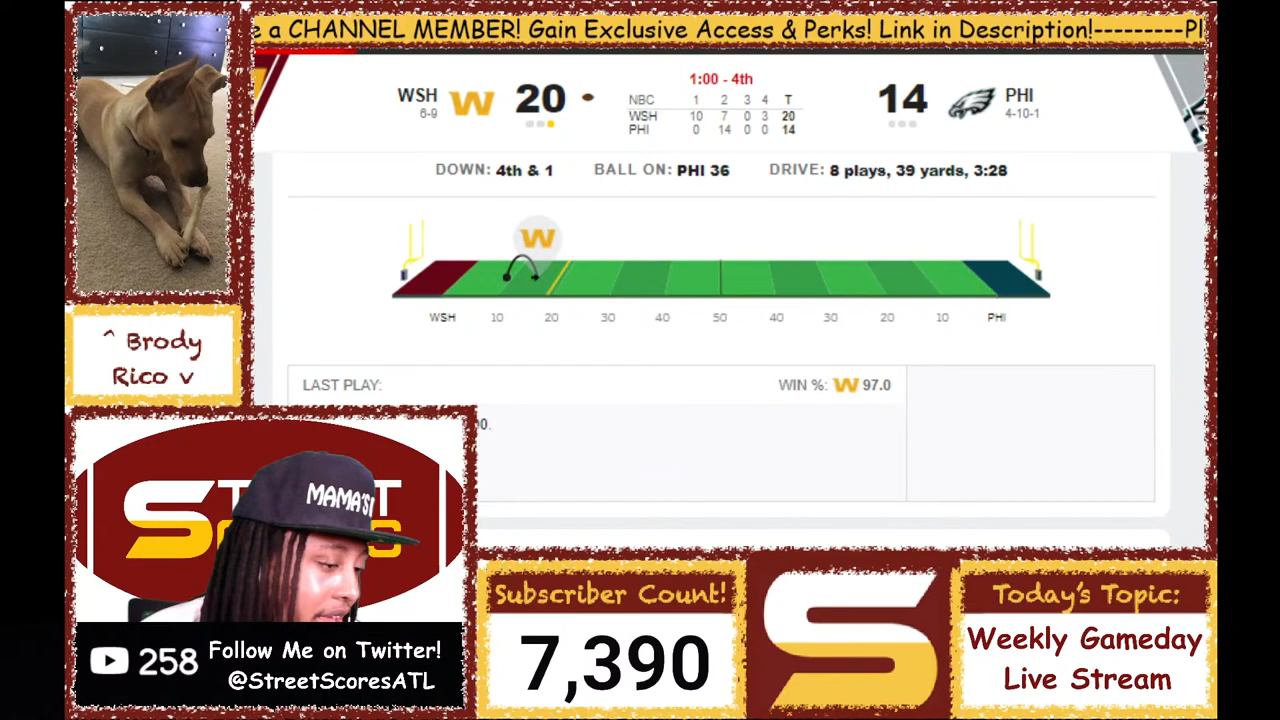 e a CHANNEL MEMBER! Gain Exclusive Access & Perks! Link in Description!---------Pl
WSH
6-9
W
20
1:00 - 4th
NBC 1 2 3 4 T
WSH 10 7 0 3 20
PHI 0 14 0 0 14
14
PHI
4-10-1
DOWN: 4th & 1
BALL ON: PHI 36
DRIVE: 8 plays, 39 yards, 3:28
W
WSH 10 20 30 40 50 40 30 20 10 PHI
LAST PLAY:
WIN %: W 97.0
00.
^ Brody
Rico v
MAMA'S
Subscriber Count!
7,390
S
Today's Topic:
Weekly Gameday
Live Stream
258
Follow Me on Twitter!
@StreetScoresATL